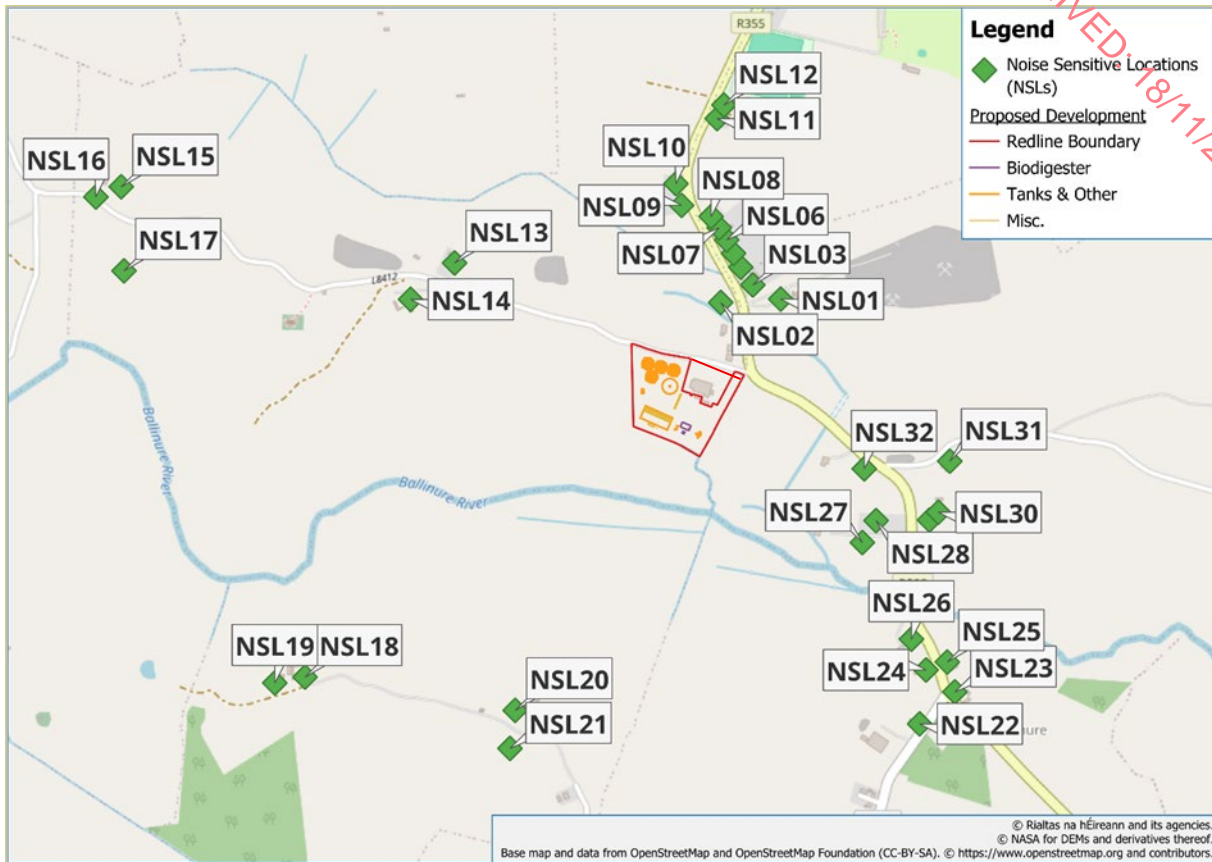 R355
Legend
Noise Sensitive Locations
(NSLs)
Proposed Development
Redline Boundary
Biodigester
Tanks & Other
Misc.
18/11/2
NSL12
NSL11
NSL10
NSL08
NSL09
NSL06
NSL07
NSL03
NSL01
NSL02
NSL16
NSL15
NSL17
NSL13
L8412
NSL14
Ballinure River
Ballinure River
NSL32
NSL31
NSL27
NSL30
NSL28
NSL26
NSL25
NSL24
NSL23
NSL22
NSL19
NSL18
NSL20
NSL21
© Rialtas na hÉireann and its agencies.
© NASA for DEMs and derivatives thereof.
Base map and data from OpenStreetMap and OpenStreetMap Foundation (CC-BY-SA). © https://www.openstreetmap.org and contributors.